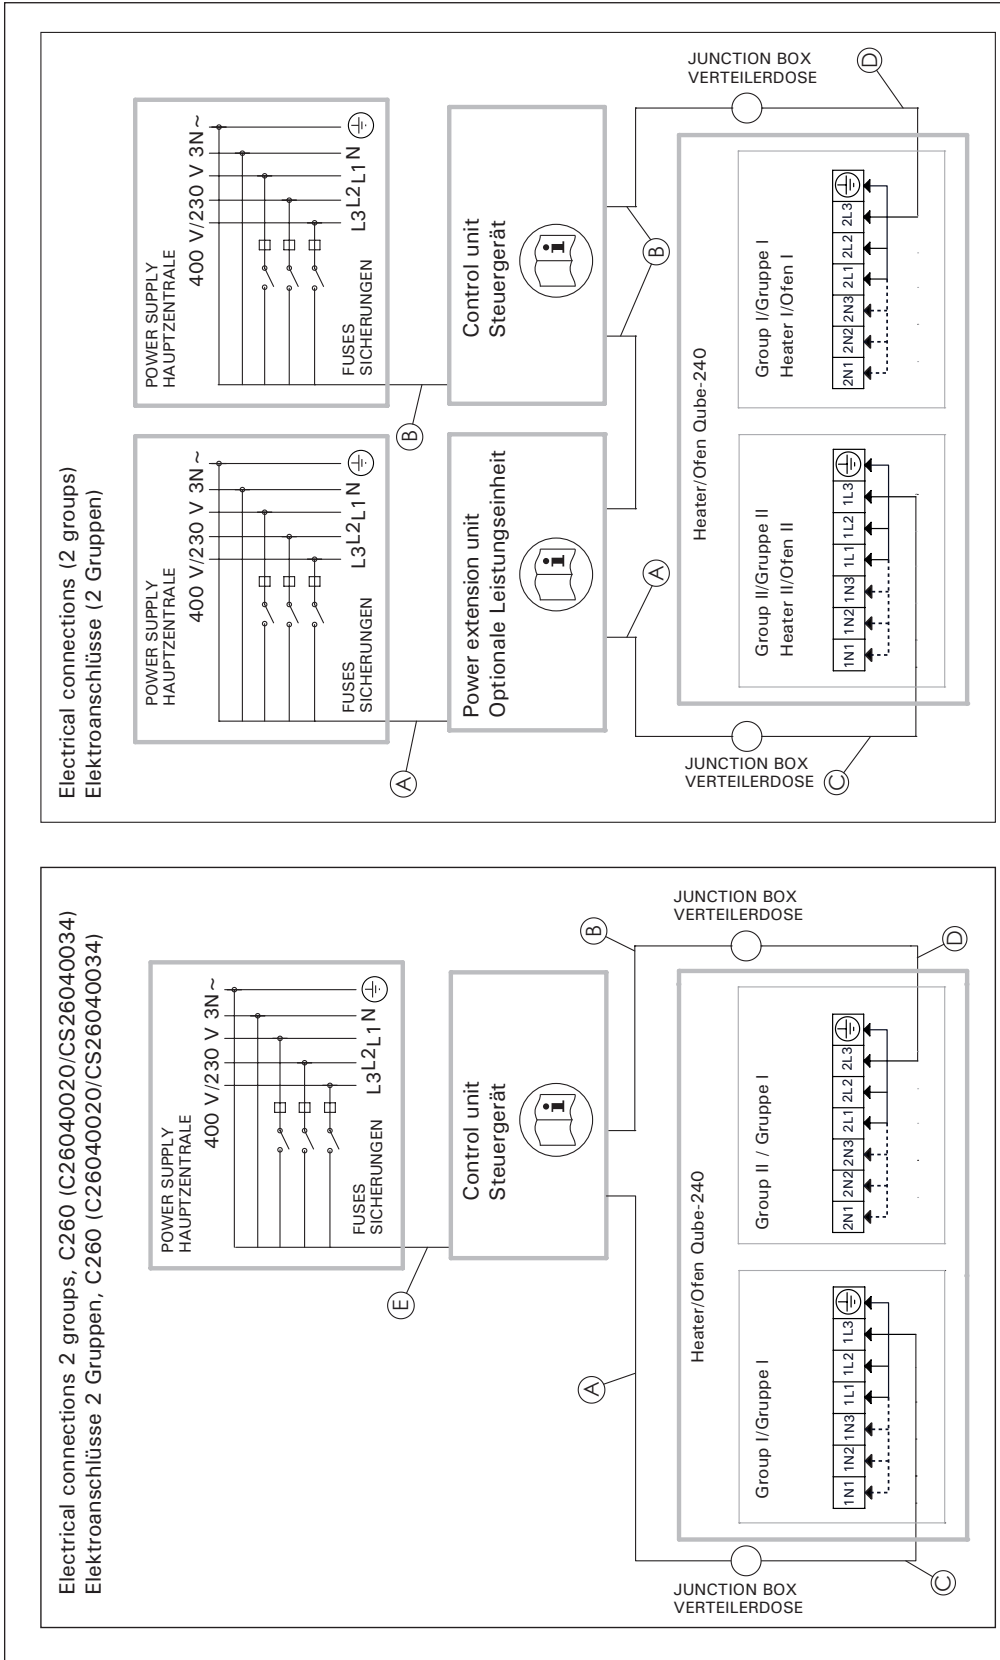 Electrical connections (2 groups)
Elektroanschlüsse (2 Gruppen)
POWER SUPPLY
HAUPTZENTRALE
400 V/230 V 3N~
L3
L2
L1
N
FUSES
SICHERUNGEN
A
POWER SUPPLY
HAUPTZENTRALE
400 V/230 V 3N~
L3
L2
L1
N
FUSES
SICHERUNGEN
B
Power extension unit
Optionale Leistungseinheit
i
Control unit
Steuergerät
i
A
B
JUNCTION BOX
VERTEILERDOSE
C
JUNCTION BOX
VERTEILERDOSE
D
Heater/Ofen Qube-240
Group II/Gruppe II
Heater II/Ofen II
1N1 1N2 1N3 1L1 1L2 1L3
Group I/Gruppe I
Heater I/Ofen I
2N1 2N2 2N3 2L1 2L2 2L3
Electrical connections 2 groups, C260 (C26040020/CS26040034)
Elektroanschlüsse 2 Gruppen, C260 (C26040020/CS26040034)
POWER SUPPLY
HAUPTZENTRALE
400 V/230 V 3N~
L3
L2
L1
N
FUSES
SICHERUNGEN
E
Control unit
Steuergerät
i
A
B
JUNCTION BOX
VERTEILERDOSE
C
JUNCTION BOX
VERTEILERDOSE
D
Heater/Ofen Qube-240
Group I/Gruppe I
1N1 1N2 1N3 1L1 1L2 1L3
Group II / Gruppe I
2N1 2N2 2N3 2L1 2L2 2L3